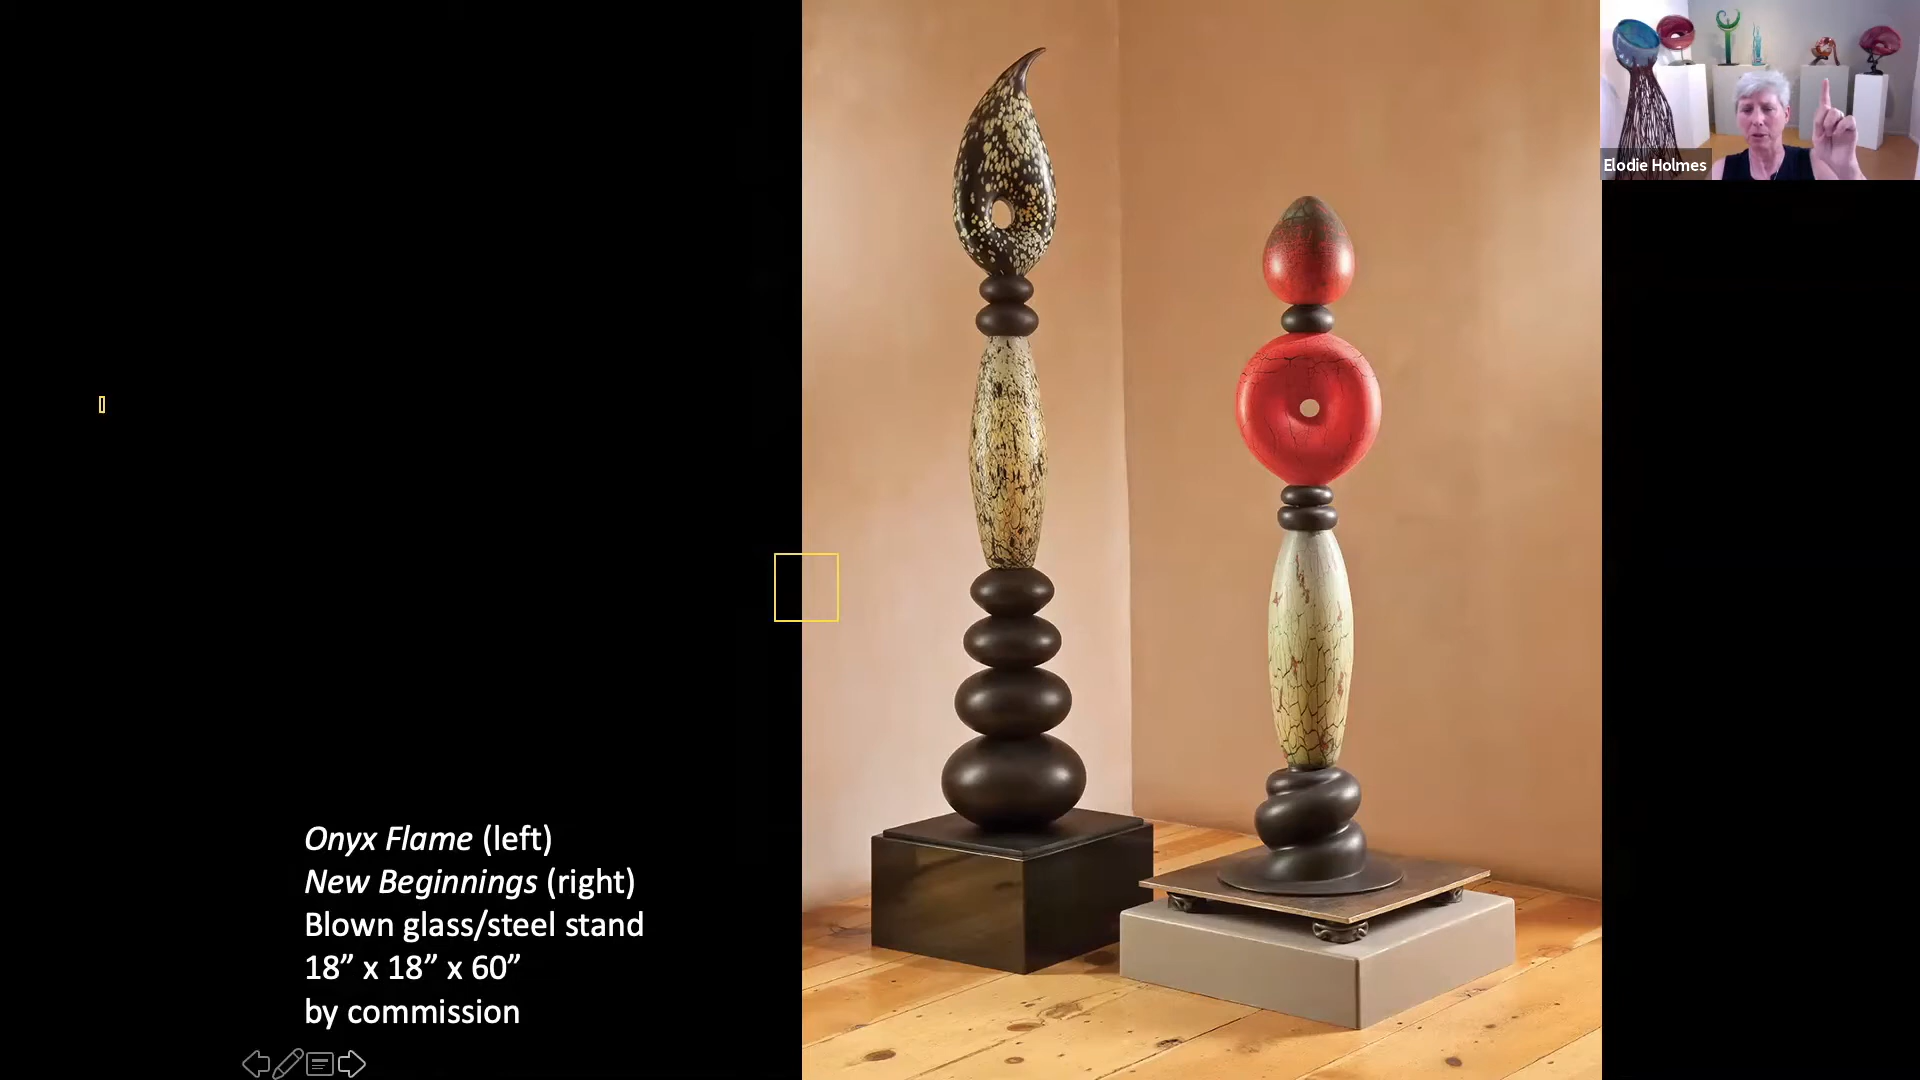 Elodie Holmes
Onyx Flame (left)
New Beginnings (right)
Blown glass/steel stand
18” x 18” x 60”
by commission